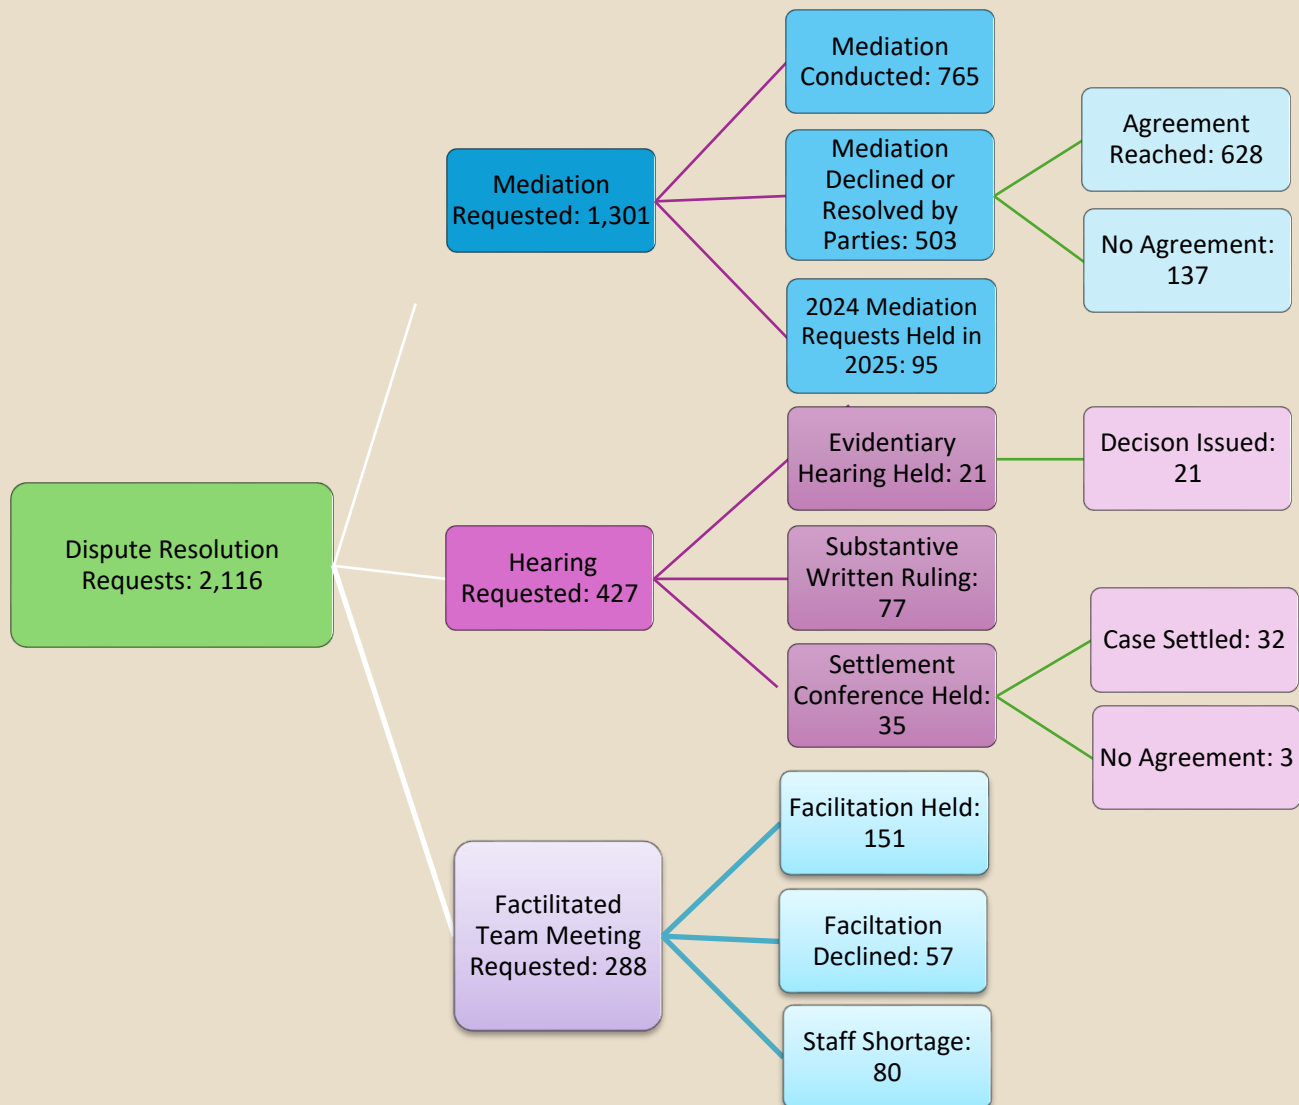 Dispute Resolution
Requests: 2,116
Mediation
Requested: 1,301
Mediation
Conducted: 765
Mediation
Declined or
Resolved by
Parties: 503
Agreement
Reached: 628
No Agreement:
137
2024 Mediation
Requests Held in
2025: 95
Hearing
Requested: 427
Evidentiary
Hearing Held: 21
Decison Issued:
21
Substantive
Written Ruling:
77
Settlement
Conference Held:
35
Case Settled: 32
No Agreement: 3
Factilitated
Team Meeting
Requested: 288
Facilitation Held:
151
Faciltation
Declined: 57
Staff Shortage:
80